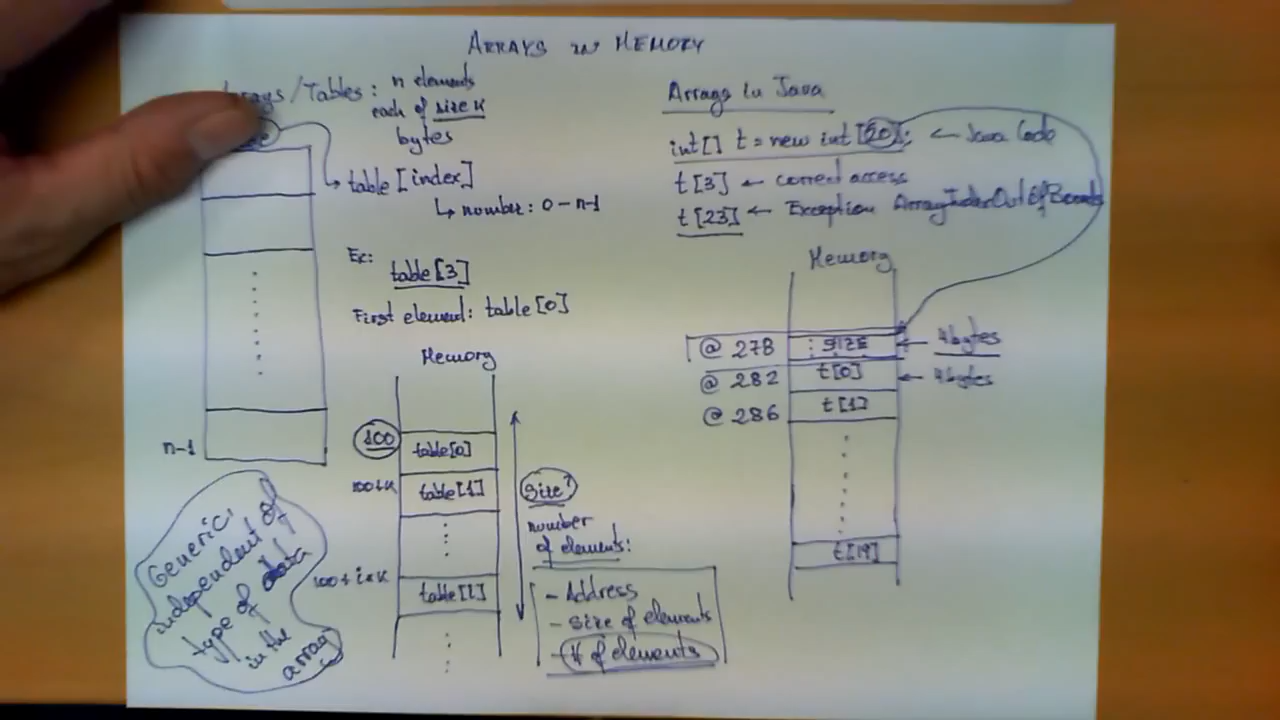 ARRAYS IN MEMORY
Arrays/Tables: n elements
each of size K
bytes
table [index]
↳ number: 0 - n-1
Ex:
table [3]
First element: table [0]
n-1
Memory
100 table[0]
100+K table[1]
100+i*K table[i]
Size?
number
of elements:
- Address
- Size of elements
- # of elements
Generic,
independent of
type of data
in the
array
Arrays in Java
int[] t = new int [20]; ← Java Code
t [3] ← correct access
t [23] ← Exception ArrayIndexOutOfBounds
Memory
@ 278 SIZE ← 4 bytes
@ 282 t[0] ← 4 bytes
@ 286 t[1]
t[19]